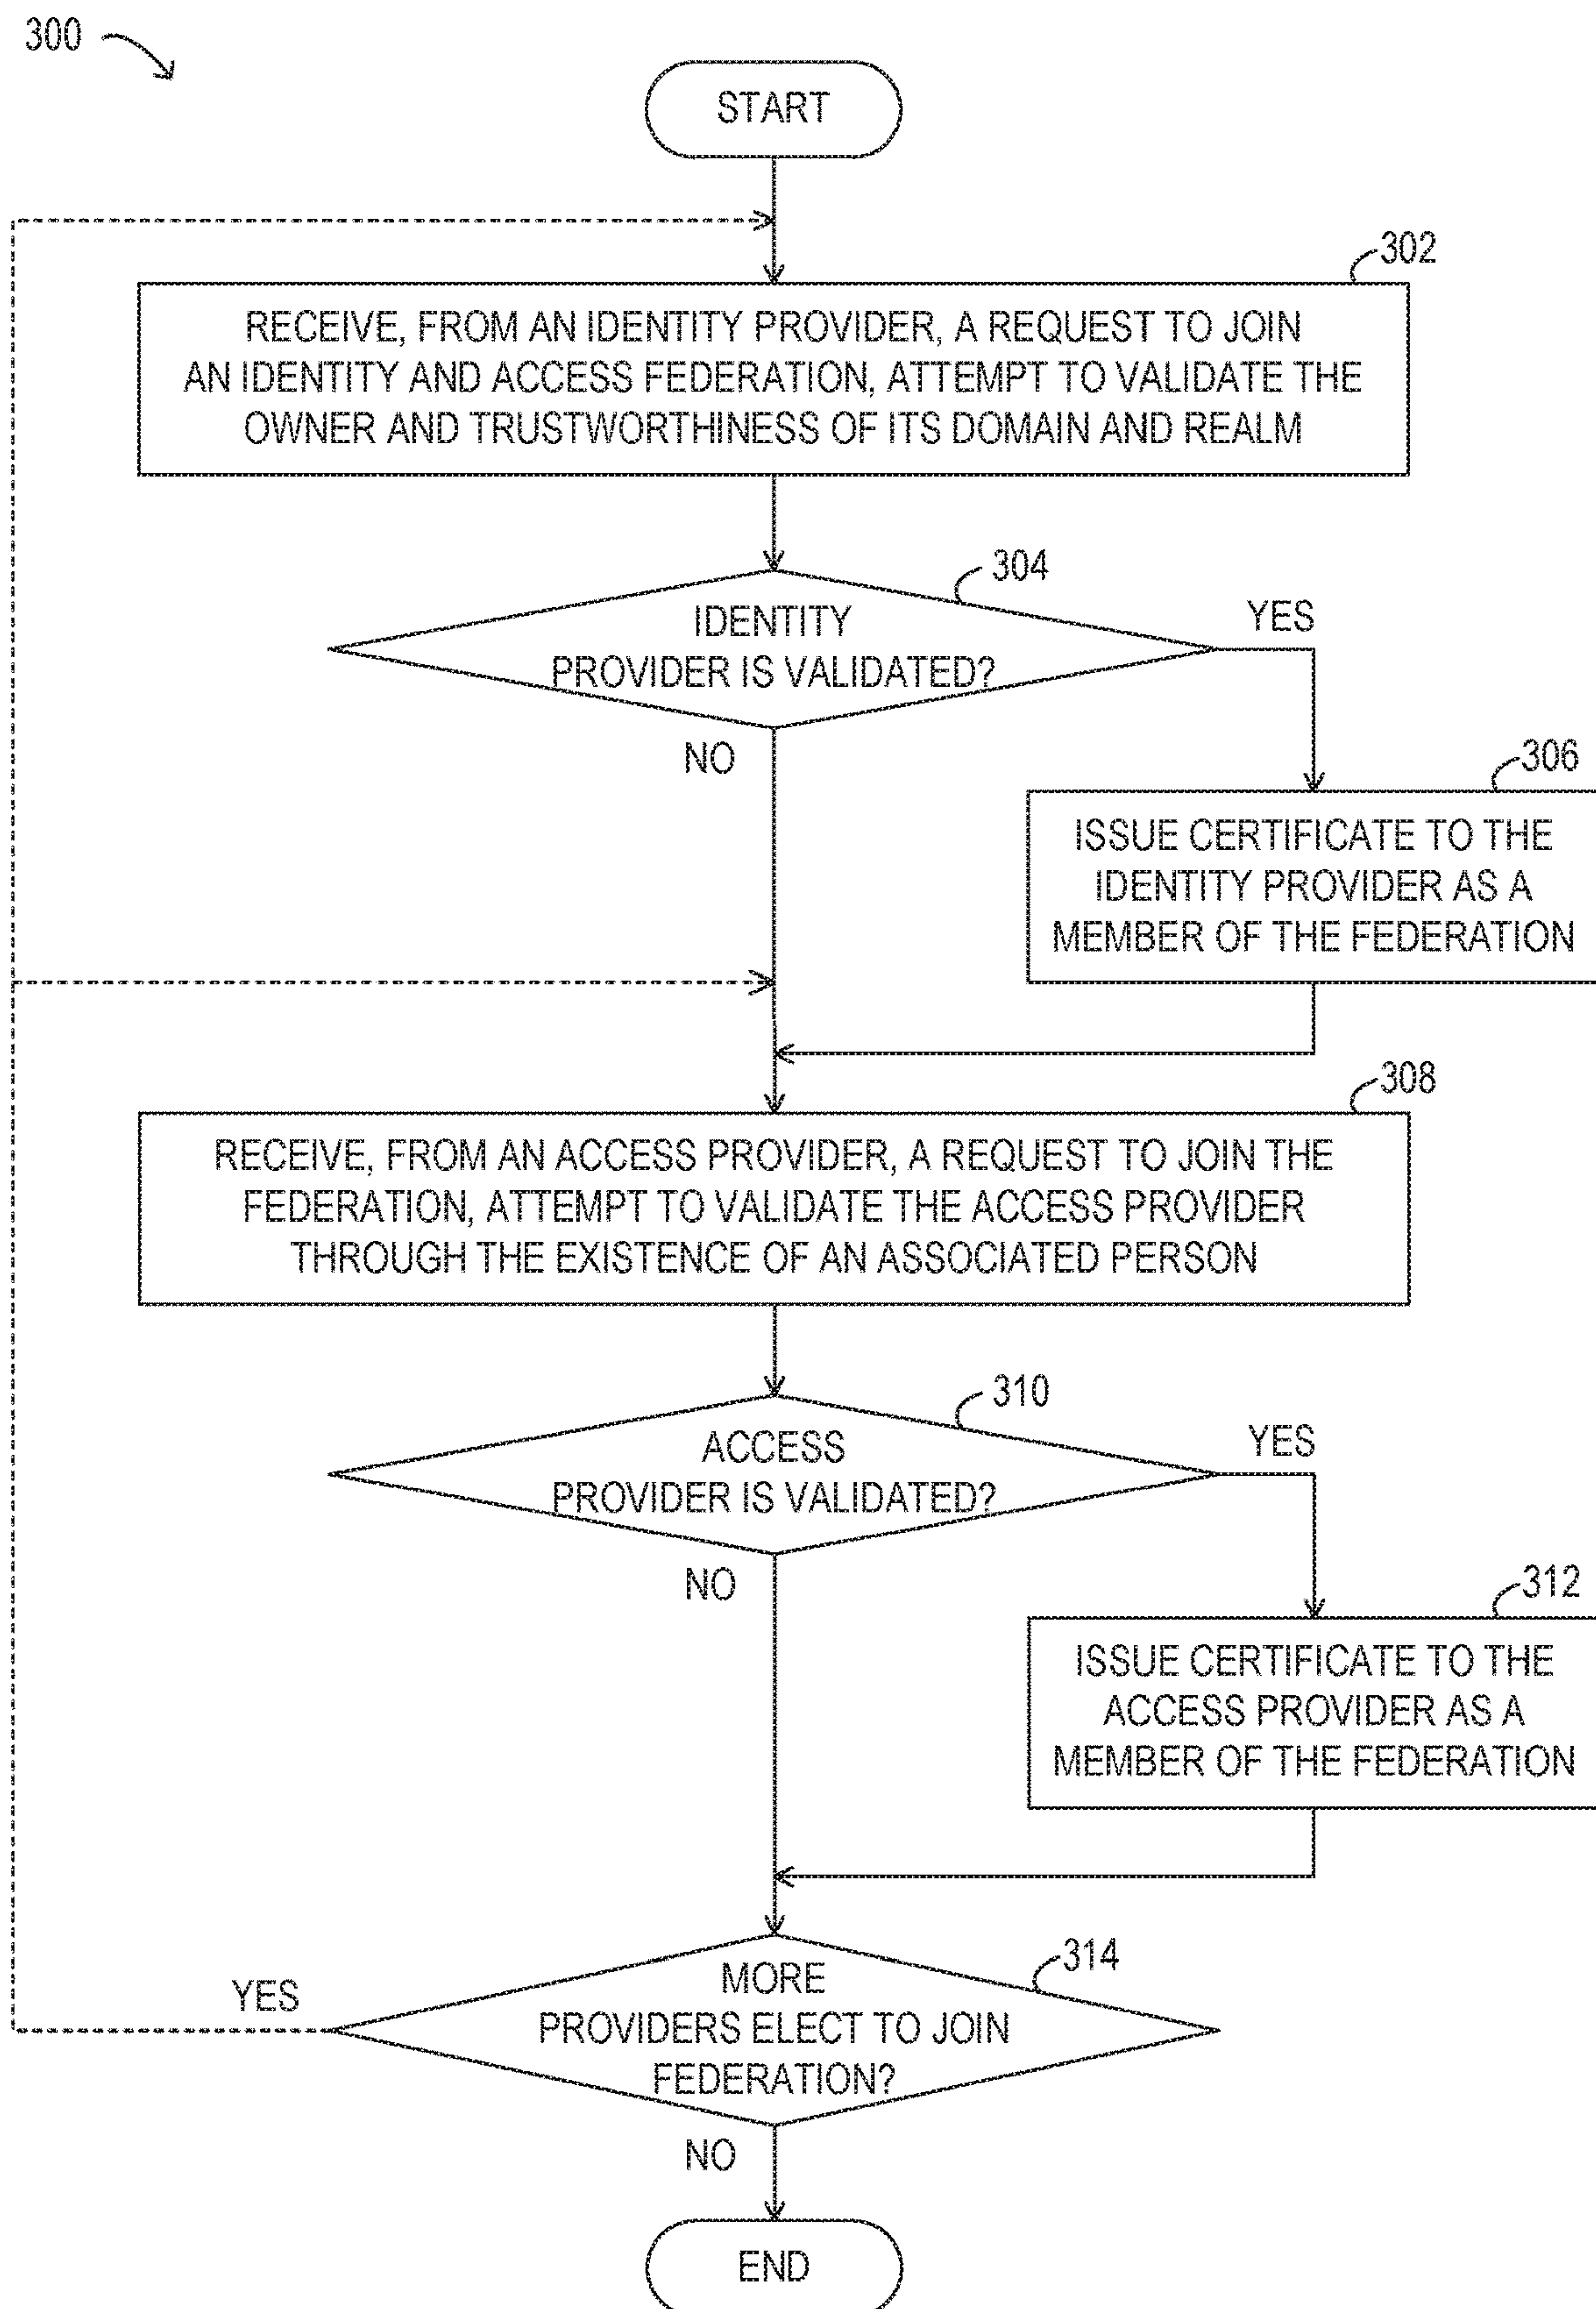 300
START
302
RECEIVE, FROM AN IDENTITY PROVIDER, A REQUEST TO JOIN
AN IDENTITY AND ACCESS FEDERATION, ATTEMPT TO VALIDATE THE
OWNER AND TRUSTWORTHINESS OF ITS DOMAIN AND REALM
304
IDENTITY
PROVIDER IS VALIDATED?
YES
NO
306
ISSUE CERTIFICATE TO THE
IDENTITY PROVIDER AS A
MEMBER OF THE FEDERATION
308
RECEIVE, FROM AN ACCESS PROVIDER, A REQUEST TO JOIN THE
FEDERATION, ATTEMPT TO VALIDATE THE ACCESS PROVIDER
THROUGH THE EXISTENCE OF AN ASSOCIATED PERSON
310
ACCESS
PROVIDER IS VALIDATED?
YES
NO
312
ISSUE CERTIFICATE TO THE
ACCESS PROVIDER AS A
MEMBER OF THE FEDERATION
314
MORE
PROVIDERS ELECT TO JOIN
FEDERATION?
YES
NO
END